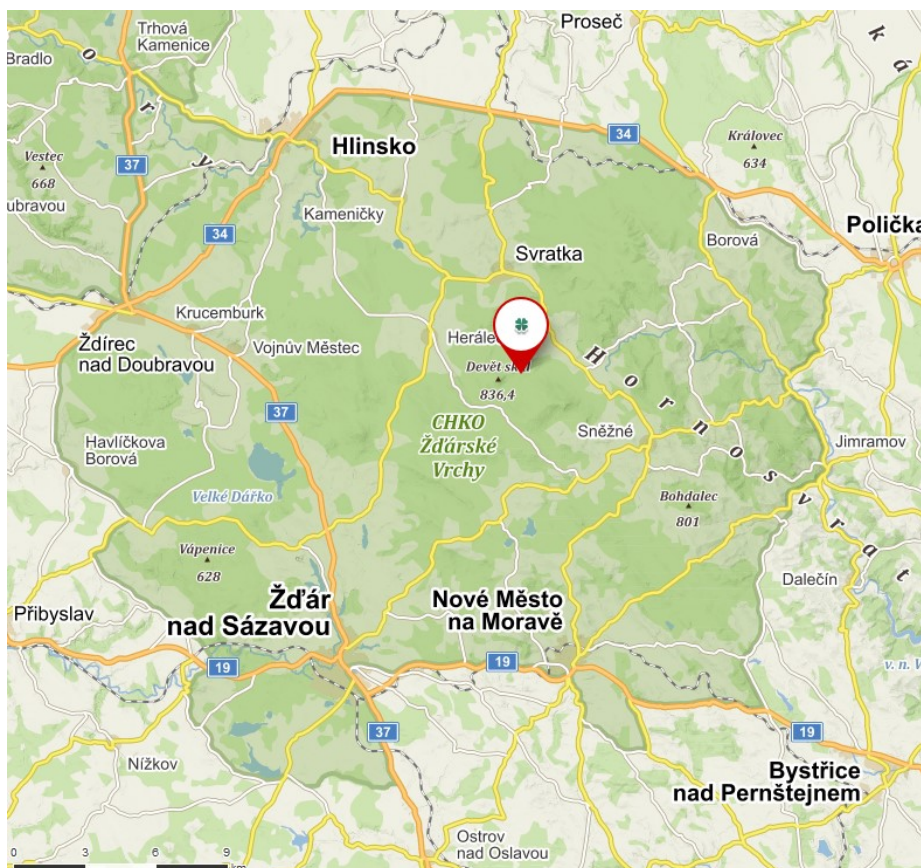 Proseč
Trhová
Kamenice
Bradlo
o
r
y
k
á
34
37
Královec
634
Vestec
668
Hlinsko
Kameničky
34
Borová
Polička
Svratka
Krucemburk
Vojnův Městec
Ždírec
nad Doubravou
Devět skal
836,4
H o r n o s v r a t
37
CHKO
Žďárské
Vrchy
Sněžné
Havlíčkova
Borová
Jimramov
Velké Dářko
Bohdalec
801
Vápenice
628
Dalečín
Žďár
nad Sázavou
Nové Město
na Moravě
Přibyslav
19
19
v. n. V
37
19
Nížkov
Bystřice
nad Pernštejnem
Ostrov
nad Oslavou
0 3 6 9
km